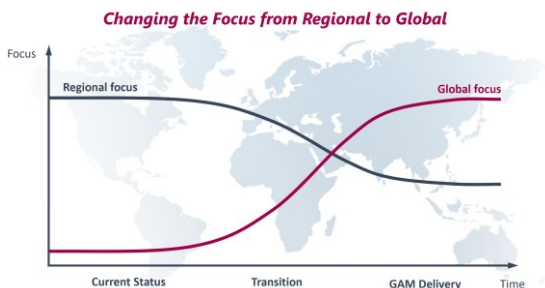 Changing the Focus from Regional to Global
Focus
Regional focus
Global focus
Current Status
Transition
GAM Delivery
Time